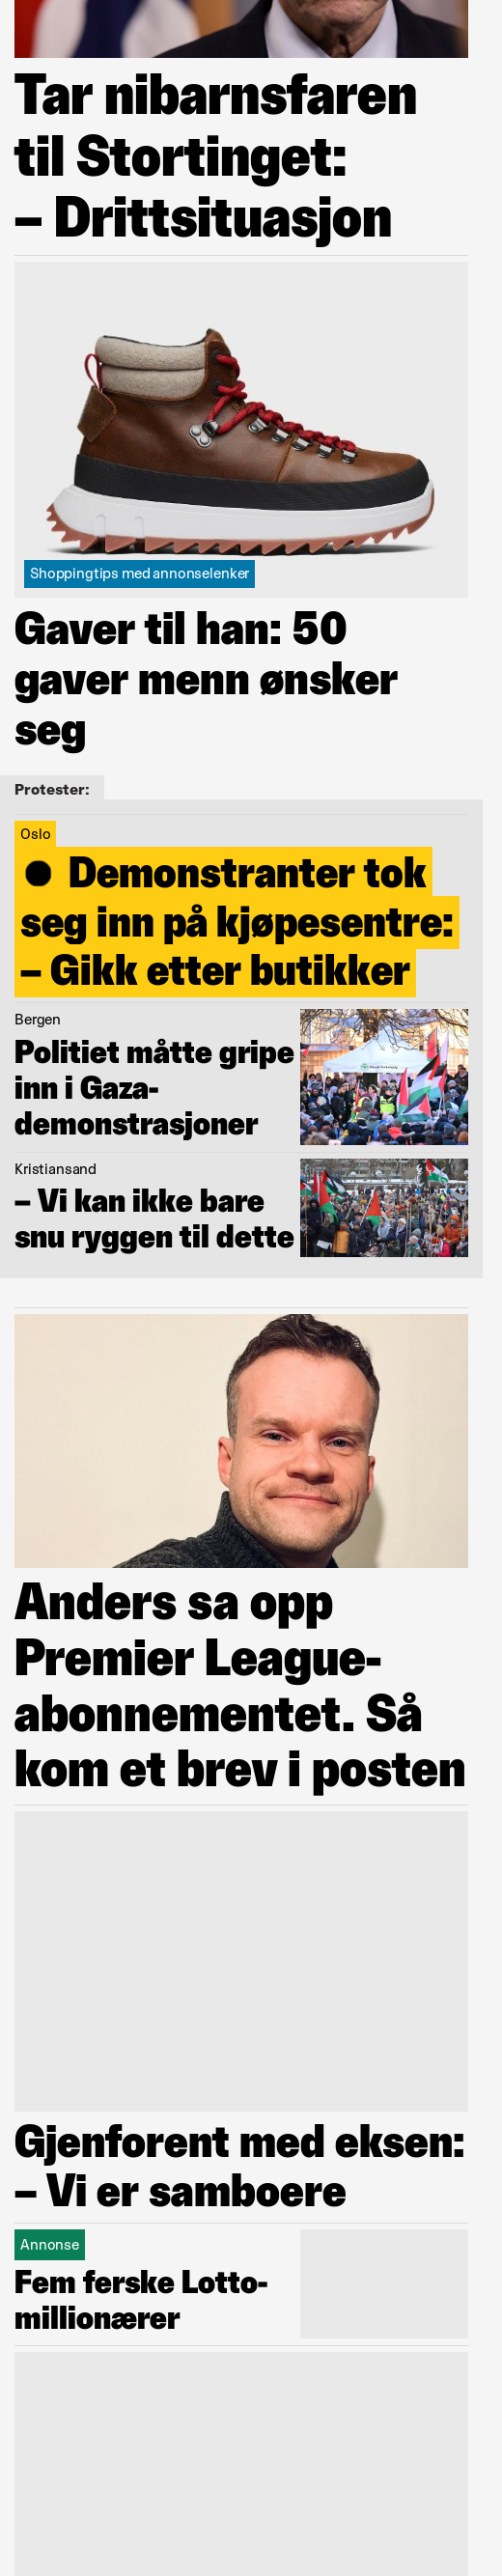 Tar nibarnsfaren
til Stortinget:
– Drittsituasjon
Shoppingtips med annonselenker
Gaver til han: 50
gaver menn ønsker
seg
Protester:
Oslo
Demonstranter tok
seg inn på kjøpesentre:
– Gikk etter butikker
Bergen
Politiet måtte gripe
inn i Gaza-
demonstrasjoner
Kristiansand
– Vi kan ikke bare
snu ryggen til dette
Anders sa opp
Premier League-
abonnementet. Så
kom et brev i posten
Gjenforent med eksen:
– Vi er samboere
Annonse
Fem ferske Lotto-
millionærer